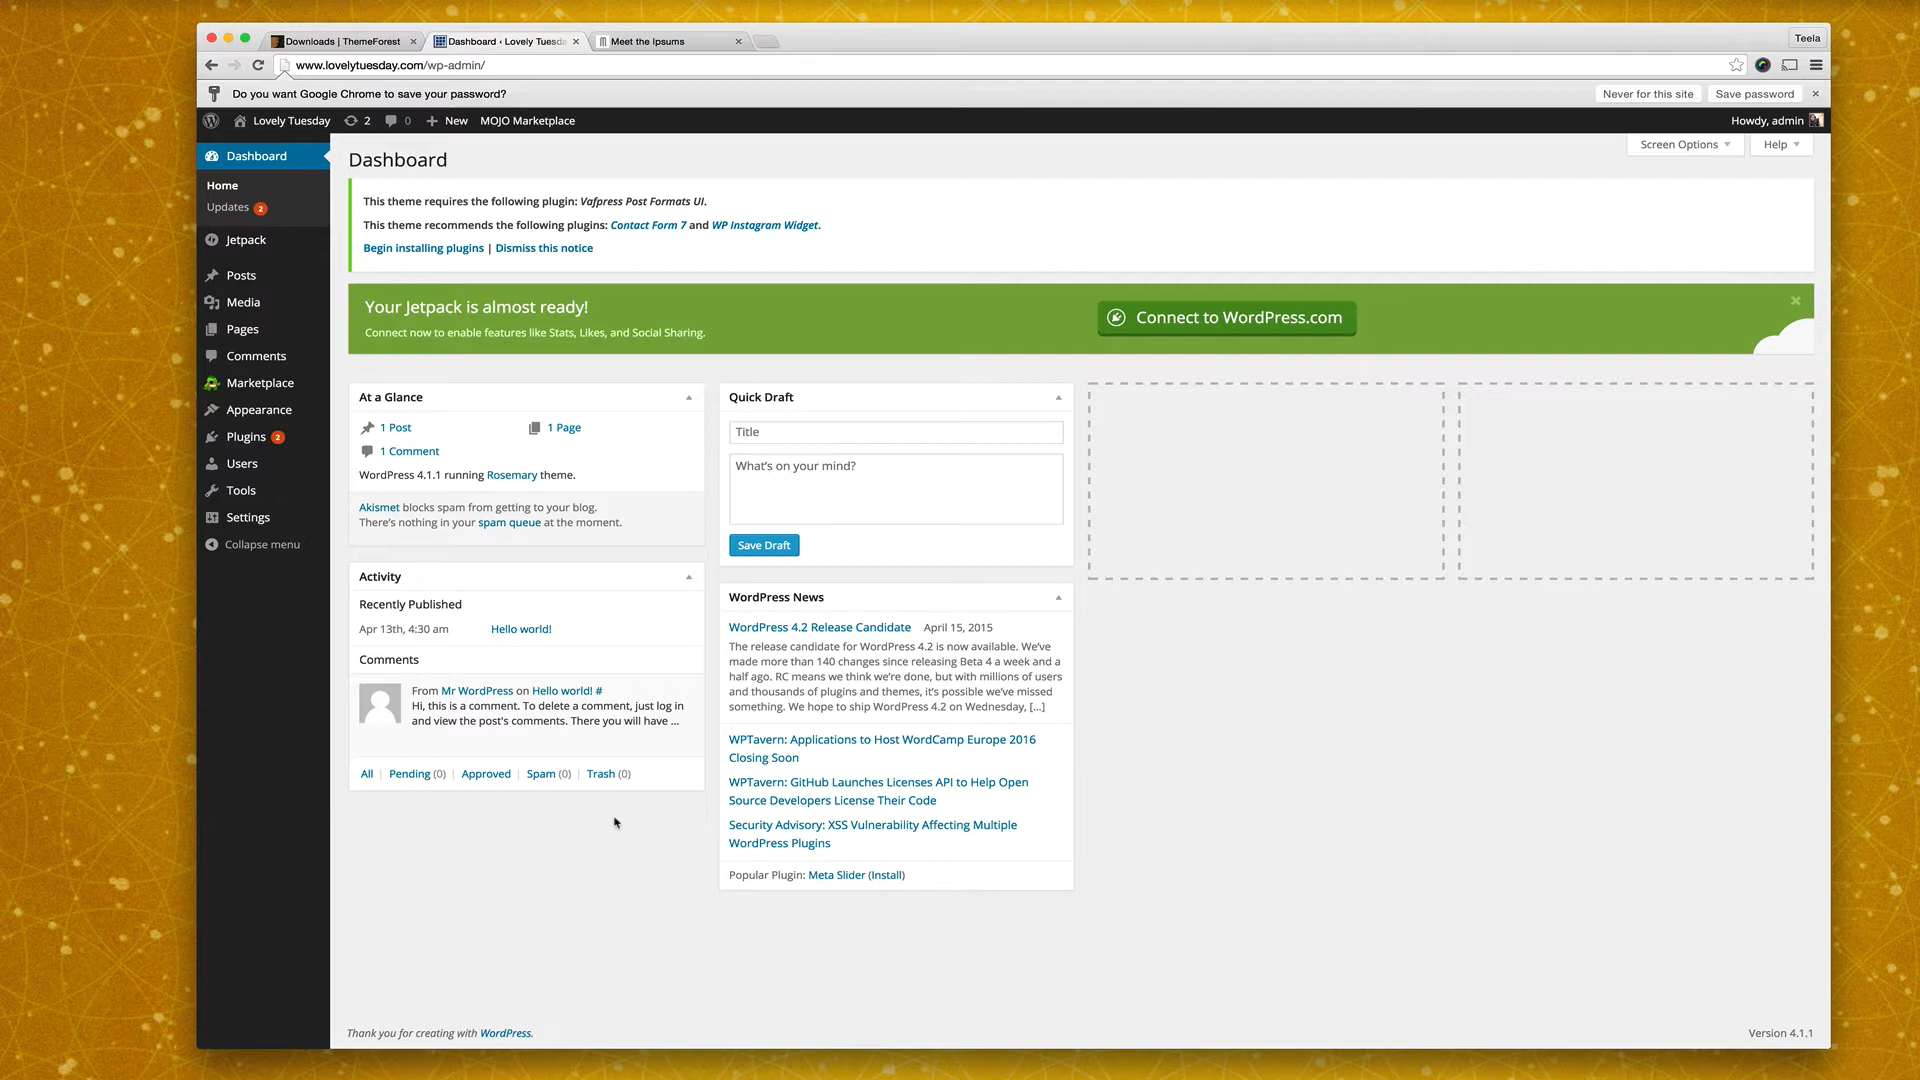 Downloads | ThemeForest
Dashboard ‹ Lovely Tuesda
Meet the Ipsums
Teela
www.lovelytuesday.com/wp-admin/
Do you want Google Chrome to save your password?
Never for this site
Save password
Lovely Tuesday
2
0
New
MOJO Marketplace
Howdy, admin
Dashboard
Home
Updates 2
Jetpack
Posts
Media
Pages
Comments
Marketplace
Appearance
Plugins 2
Users
Tools
Settings
Collapse menu
Dashboard
Screen Options
Help
This theme requires the following plugin: Vafpress Post Formats UI.
This theme recommends the following plugins: Contact Form 7 and WP Instagram Widget.
Begin installing plugins | Dismiss this notice
Your Jetpack is almost ready!
Connect now to enable features like Stats, Likes, and Social Sharing.
Connect to WordPress.com
At a Glance
1 Post
1 Page
1 Comment
WordPress 4.1.1 running Rosemary theme.
Akismet blocks spam from getting to your blog.
There's nothing in your spam queue at the moment.
Activity
Recently Published
Apr 13th, 4:30 am
Hello world!
Comments
From Mr WordPress on Hello world! #
Hi, this is a comment. To delete a comment, just log in
and view the post's comments. There you will have ...
All | Pending (0) | Approved | Spam (0) | Trash (0)
Quick Draft
Title
What's on your mind?
Save Draft
WordPress News
WordPress 4.2 Release Candidate April 15, 2015
The release candidate for WordPress 4.2 is now available. We've
made more than 140 changes since releasing Beta 4 a week and a
half ago. RC means we think we're done, but with millions of users
and thousands of plugins and themes, it's possible we've missed
something. We hope to ship WordPress 4.2 on Wednesday, [...]
WPTavern: Applications to Host WordCamp Europe 2016
Closing Soon
WPTavern: GitHub Launches Licenses API to Help Open
Source Developers License Their Code
Security Advisory: XSS Vulnerability Affecting Multiple
WordPress Plugins
Popular Plugin: Meta Slider (Install)
Thank you for creating with WordPress.
Version 4.1.1